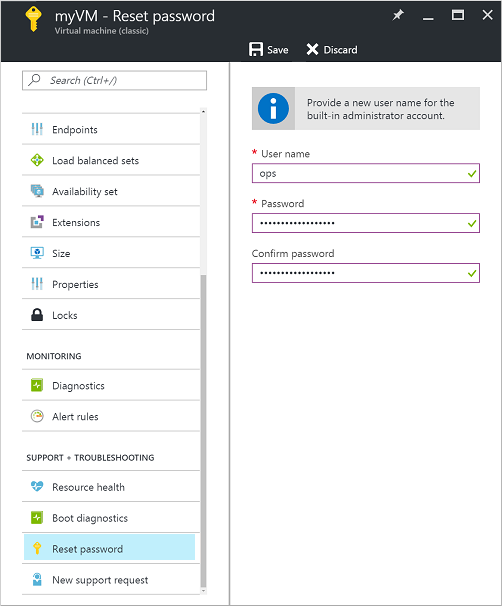 myVM - Reset password
Virtual machine (classic)
Save
Discard
Search (Ctrl+/)
Endpoints
Load balanced sets
Availability set
Extensions
Size
Properties
Locks
MONITORING
Diagnostics
Alert rules
SUPPORT + TROUBLESHOOTING
Resource health
Boot diagnostics
Reset password
New support request
Provide a new user name for the
built-in administrator account.
* User name
ops
* Password
••••••••••••••••••
Confirm password
••••••••••••••••••